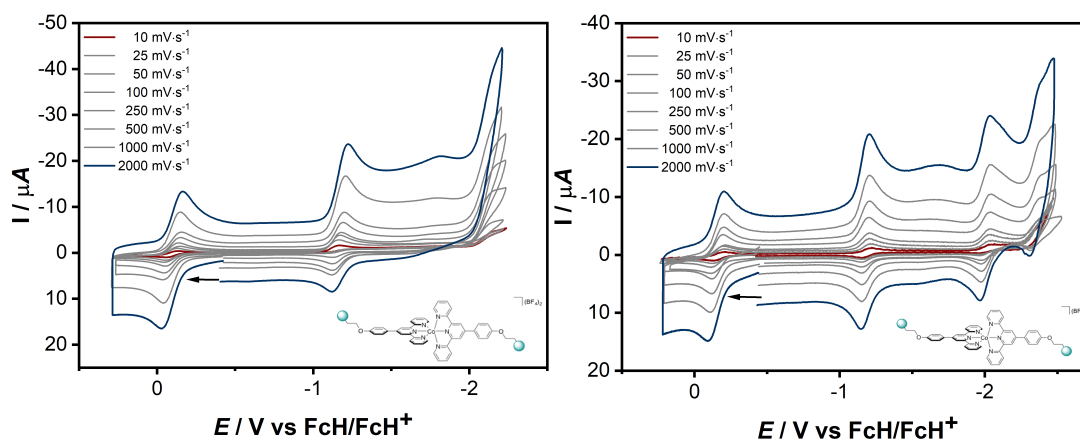 -50
-40
-30
-20
-10
0
10
20
I / μA
10 mV·s-1
25 mV·s-1
50 mV·s-1
100 mV·s-1
250 mV·s-1
500 mV·s-1
1000 mV·s-1
2000 mV·s-1
(BF4)2
N
N
N
N
N
N
Co
O
O
0
-1
-2
E / V vs FcH/FcH+
-40
-30
-20
-10
0
10
20
I / μA
10 mV·s-1
25 mV·s-1
50 mV·s-1
100 mV·s-1
250 mV·s-1
500 mV·s-1
1000 mV·s-1
2000 mV·s-1
(BF
N
N
N
N
N
N
Co
O
O
0
-1
-2
E / V vs FcH/FcH+